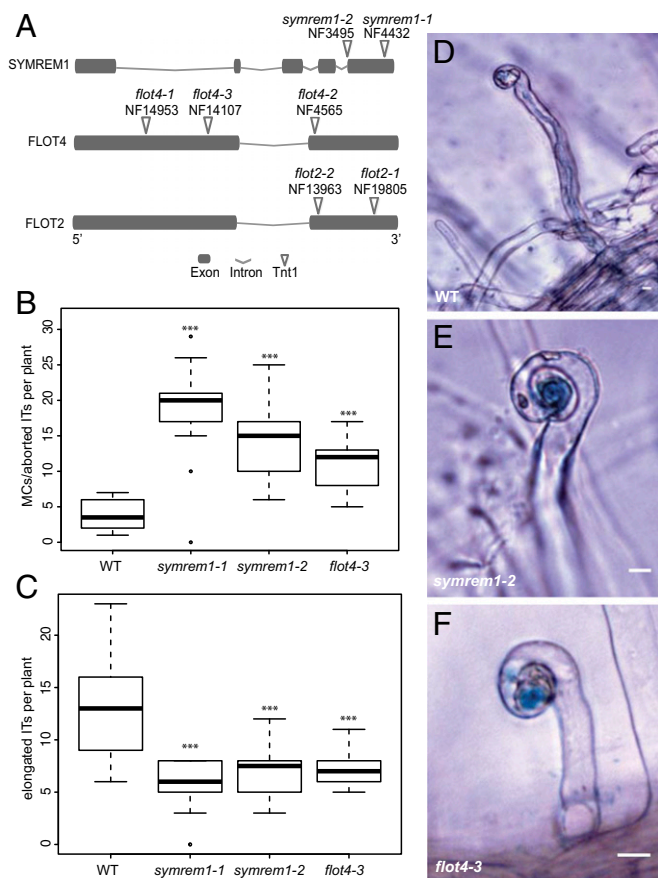 A
symrem1-2 symrem1-1
NF3495 NF4432
SYMREM1
flot4-1 flot4-3 flot4-2
NF14953 NF14107 NF4565
FLOT4
flot2-2 flot2-1
NF13963 NF19805
FLOT2
5' 3'
Exon Intron Tnt1
B
MCs/aborted ITs per plant
30
25
20
15
10
5
0
*** *** ***
WT symrem1-1 symrem1-2 flot4-3
C
elongated ITs per plant
20
15
10
5
0
*** *** ***
WT symrem1-1 symrem1-2 flot4-3
D
WT
E
symrem1-2
F
flot4-3